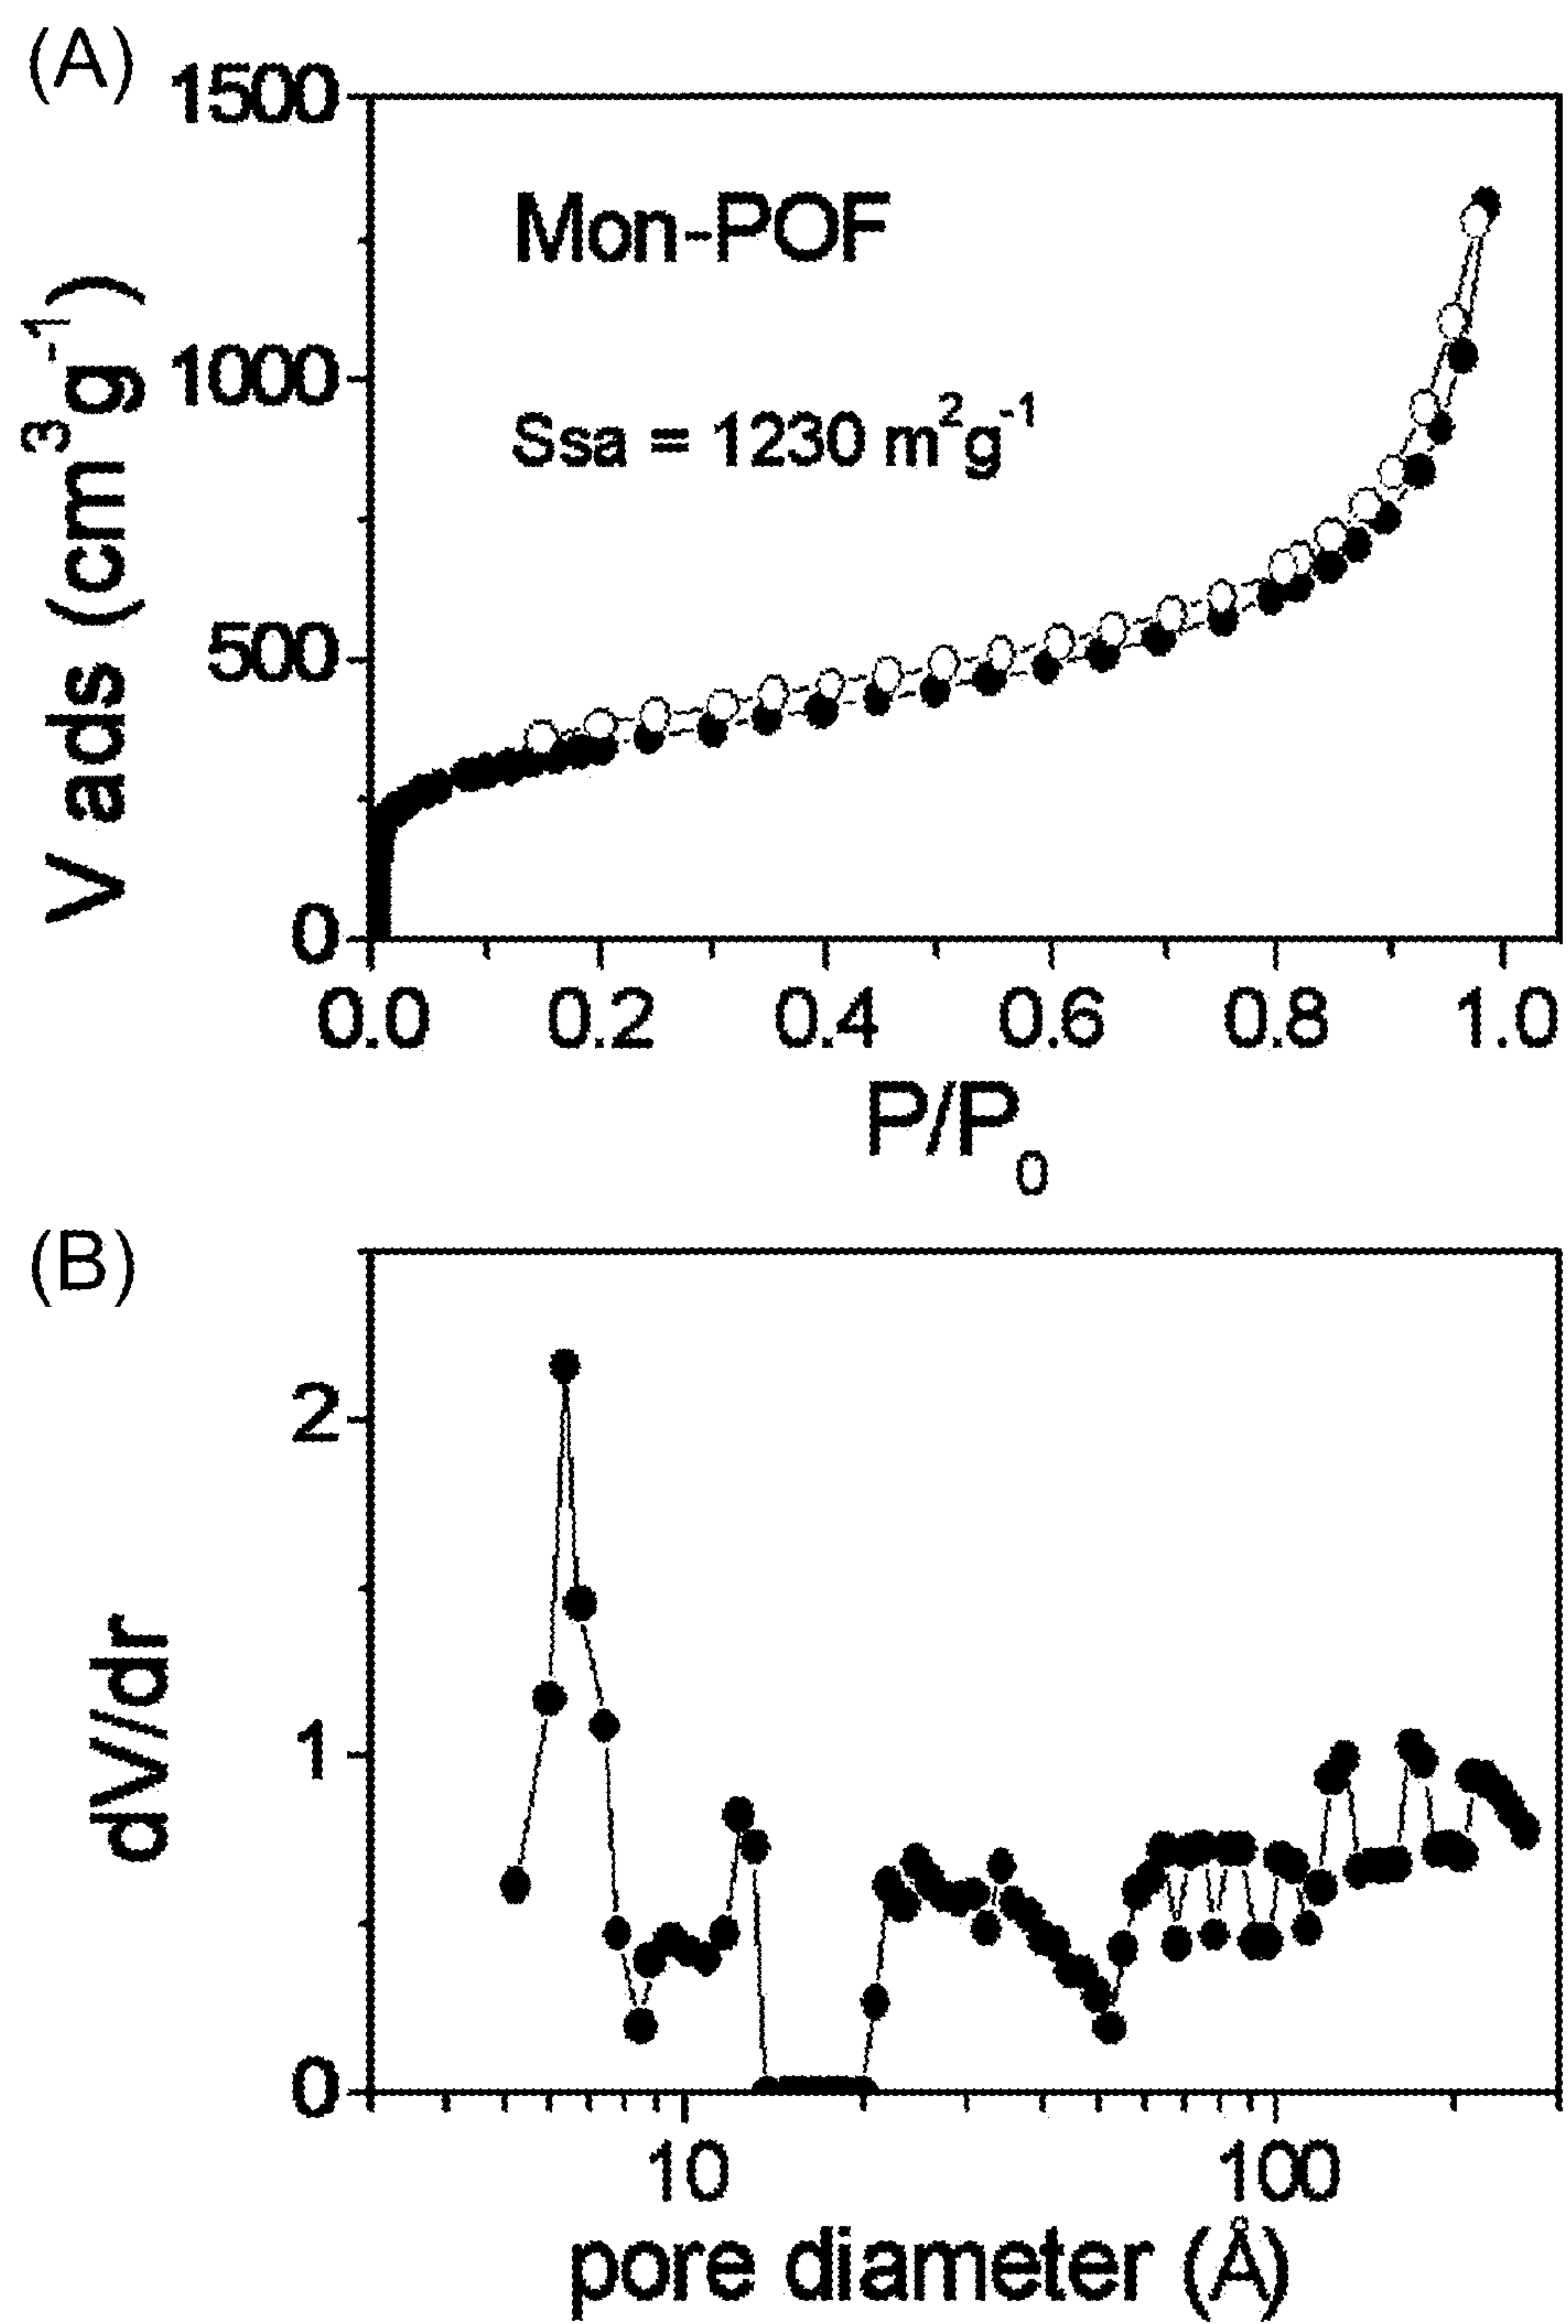 (A)
1500
1000
500
0
V ads (cm³g⁻¹)
Mon-POF
Ssa = 1230 m²g⁻¹
0.0 0.2 0.4 0.6 0.8 1.0
P/P₀
(B)
2
1
0
dV/dr
10 100
pore diameter (Å)